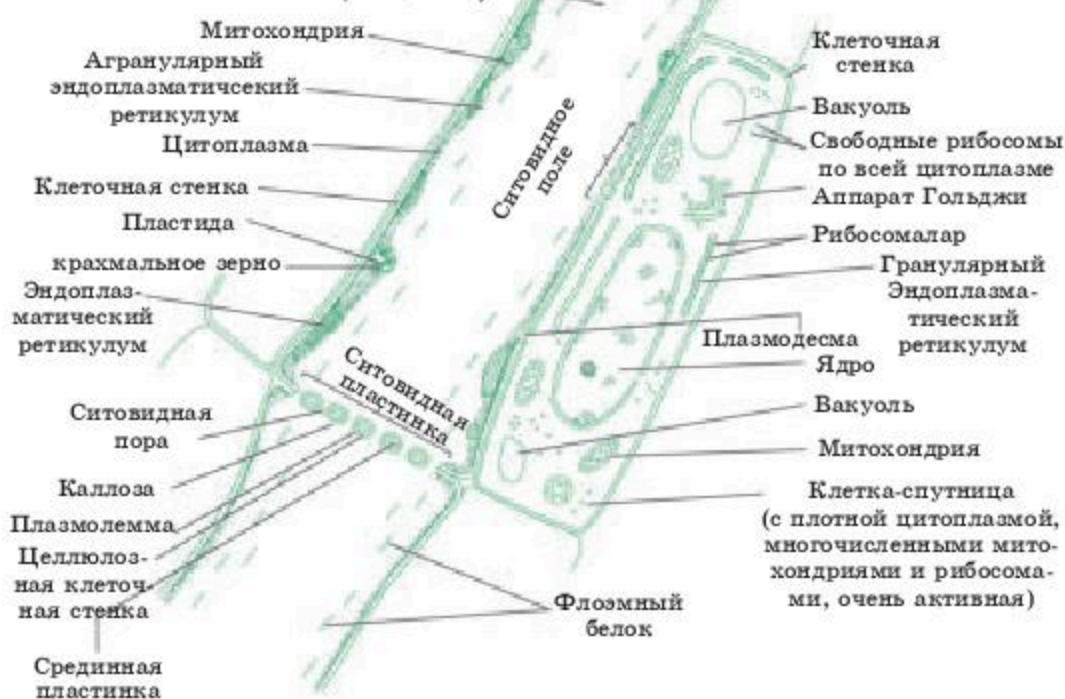 Митохондрия
Агранулярный
эндоплазматичсекий
ретикулум
Цитоплазма
Клеточная стенка
Пластида
крахмальное зерно
Эндоплаз-
матический
ретикулум
Ситовидная
пора
Каллоза
Плазмолемма
Целлюлоз-
ная клеточ-
ная стенка
Срединная
пластинка
Ситовидное
поле
Ситовидная
пластинка
Флоэмный
белок
Клеточная
стенка
Вакуоль
Свободные рибосомы
по всей цитоплазме
Аппарат Гольджи
Рибосомалар
Гранулярный
Эндоплазма-
тический
ретикулум
Плазмодесма
Ядро
Вакуоль
Митохондрия
Клетка-спутница
(с плотной цитоплазмой,
многочисленными мито-
хондриями и рибосома-
ми, очень активная)